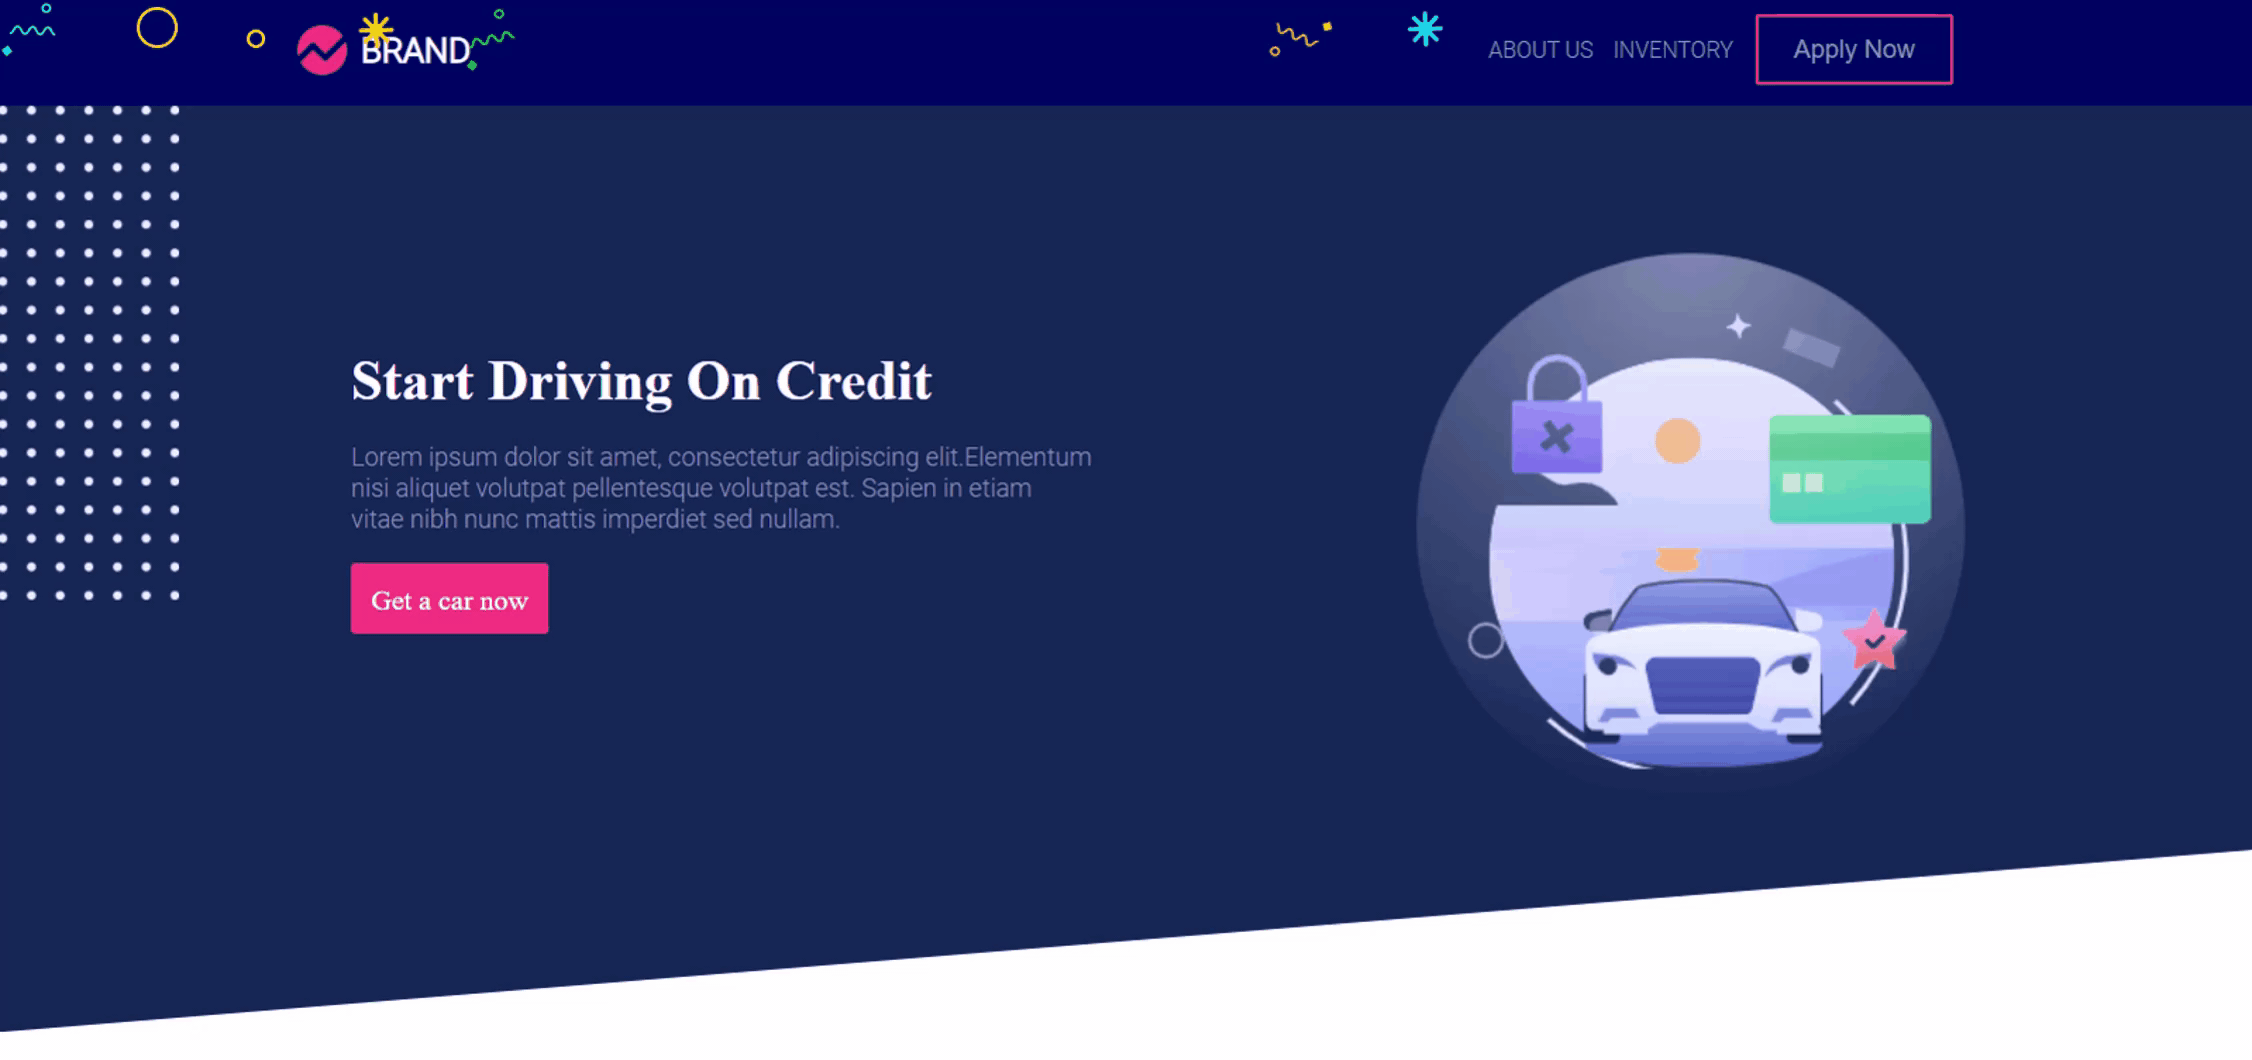 BRAND
ABOUT US INVENTORY Apply Now
Start Driving On Credit
Lorem ipsum dolor sit amet, consectetur adipiscing elit.Elementum
nisi aliquet volutpat pellentesque volutpat est. Sapien in etiam
vitae nibh nunc mattis imperdiet sed nullam.
Get a car now